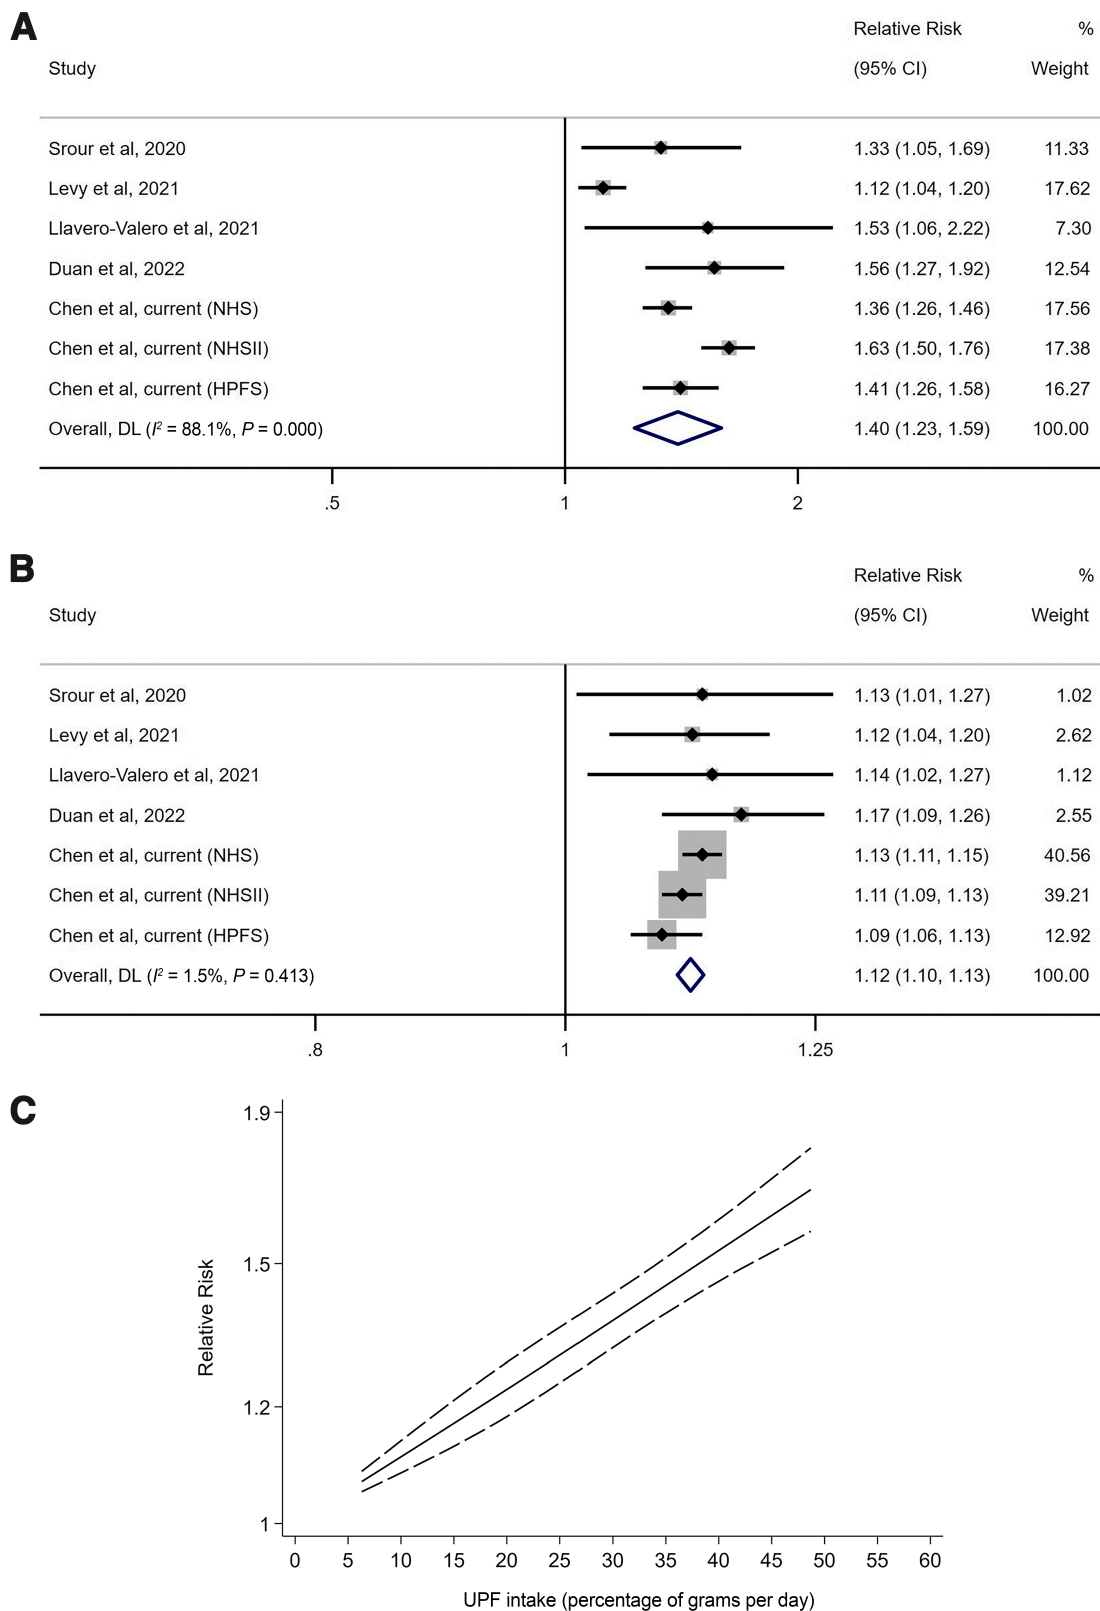 A
Relative Risk %
Study (95% CI) Weight
Srour et al, 2020 1.33 (1.05, 1.69) 11.33
Levy et al, 2021 1.12 (1.04, 1.20) 17.62
Llavero-Valero et al, 2021 1.53 (1.06, 2.22) 7.30
Duan et al, 2022 1.56 (1.27, 1.92) 12.54
Chen et al, current (NHS) 1.36 (1.26, 1.46) 17.56
Chen et al, current (NHSII) 1.63 (1.50, 1.76) 17.38
Chen et al, current (HPFS) 1.41 (1.26, 1.58) 16.27
Overall, DL (I² = 88.1%, P = 0.000) 1.40 (1.23, 1.59) 100.00
.5 1 2
B
Relative Risk %
Study (95% CI) Weight
Srour et al, 2020 1.13 (1.01, 1.27) 1.02
Levy et al, 2021 1.12 (1.04, 1.20) 2.62
Llavero-Valero et al, 2021 1.14 (1.02, 1.27) 1.12
Duan et al, 2022 1.17 (1.09, 1.26) 2.55
Chen et al, current (NHS) 1.13 (1.11, 1.15) 40.56
Chen et al, current (NHSII) 1.11 (1.09, 1.13) 39.21
Chen et al, current (HPFS) 1.09 (1.06, 1.13) 12.92
Overall, DL (I² = 1.5%, P = 0.413) 1.12 (1.10, 1.13) 100.00
.8 1 1.25
C
1.9
1.5
1.2
1
Relative Risk
0 5 10 15 20 25 30 35 40 45 50 55 60
UPF intake (percentage of grams per day)